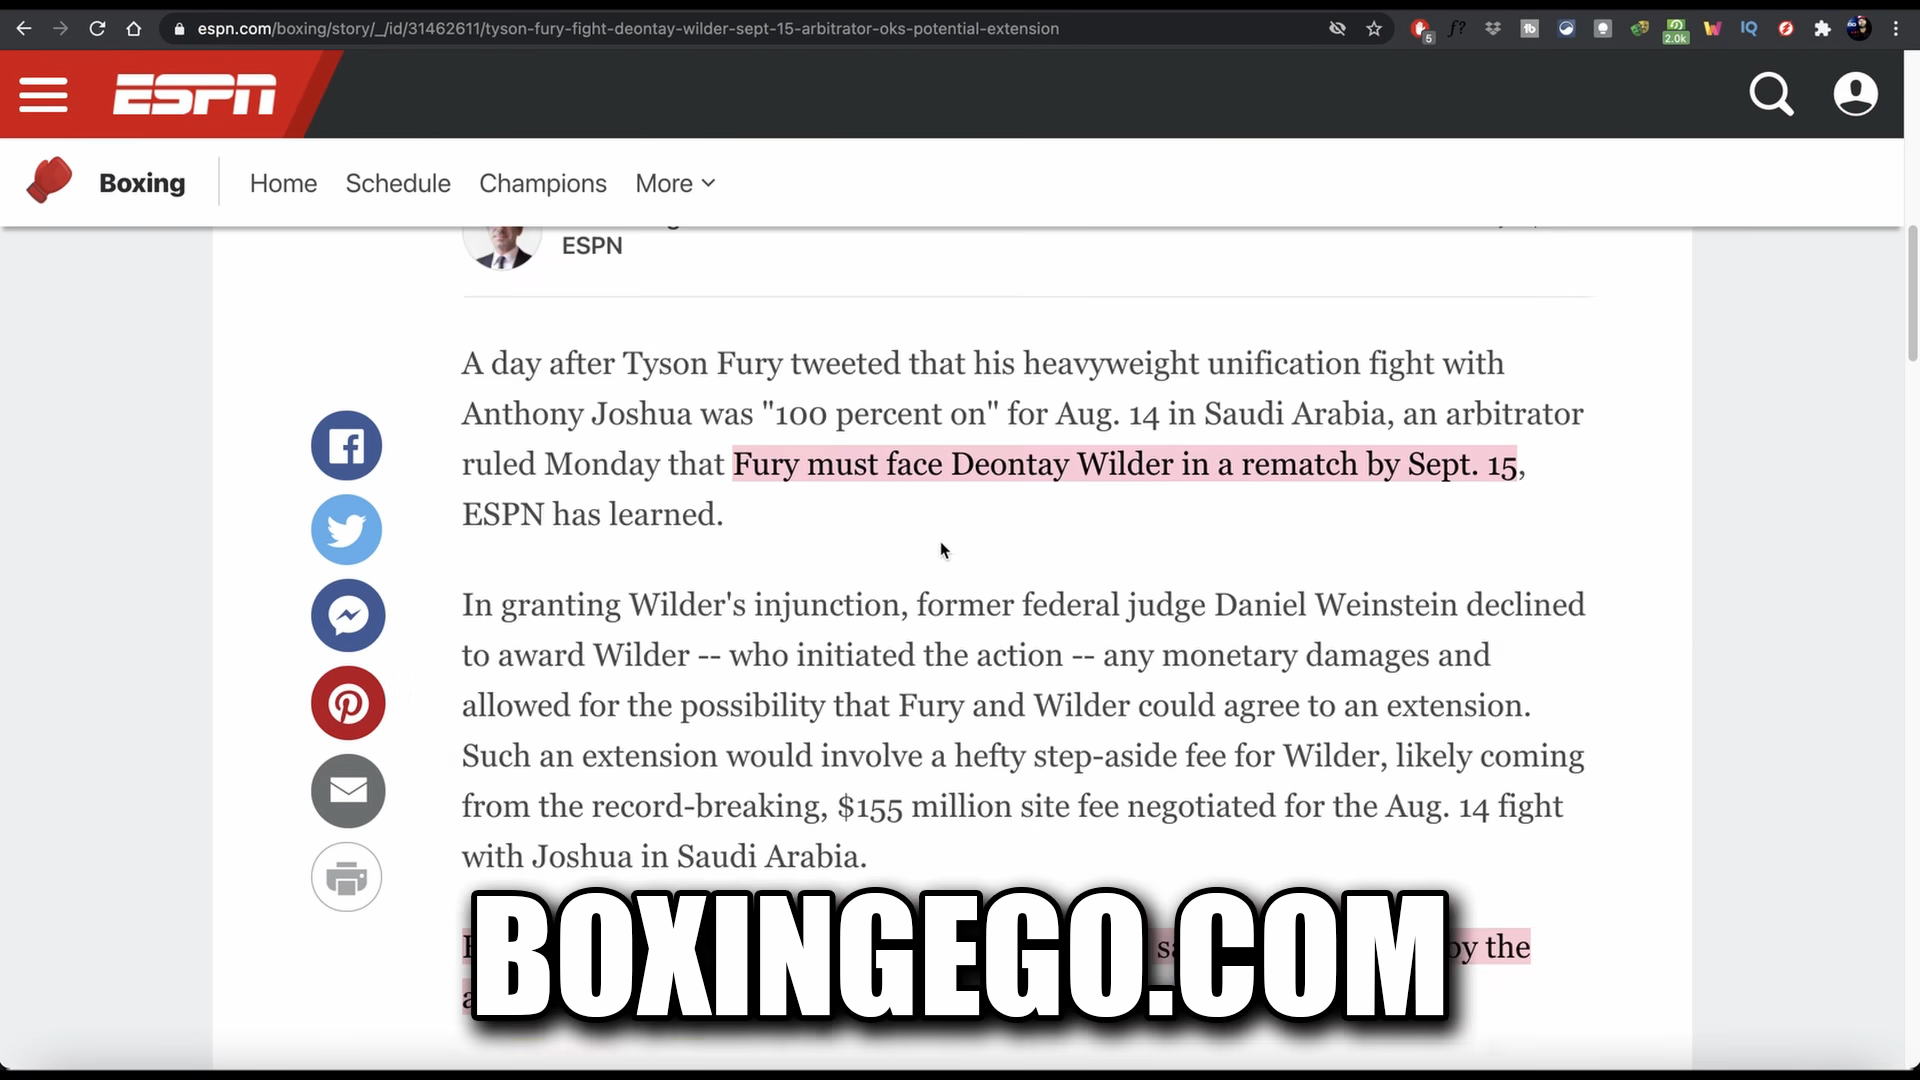 espn.com/boxing/story/_/id/31462611/tyson-fury-fight-deontay-wilder-sept-15-arbitrator-oks-potential-extension
5 f? tb 2.0k W IQ
ESPN
Boxing Home Schedule Champions More
ESPN
A day after Tyson Fury tweeted that his heavyweight unification fight with
Anthony Joshua was "100 percent on" for Aug. 14 in Saudi Arabia, an arbitrator
ruled Monday that Fury must face Deontay Wilder in a rematch by Sept. 15,
ESPN has learned.
In granting Wilder's injunction, former federal judge Daniel Weinstein declined
to award Wilder -- who initiated the action -- any monetary damages and
allowed for the possibility that Fury and Wilder could agree to an extension.
Such an extension would involve a hefty step-aside fee for Wilder, likely coming
from the record-breaking, $155 million site fee negotiated for the Aug. 14 fight
with Joshua in Saudi Arabia.
by the
BOXINGEGO.COM